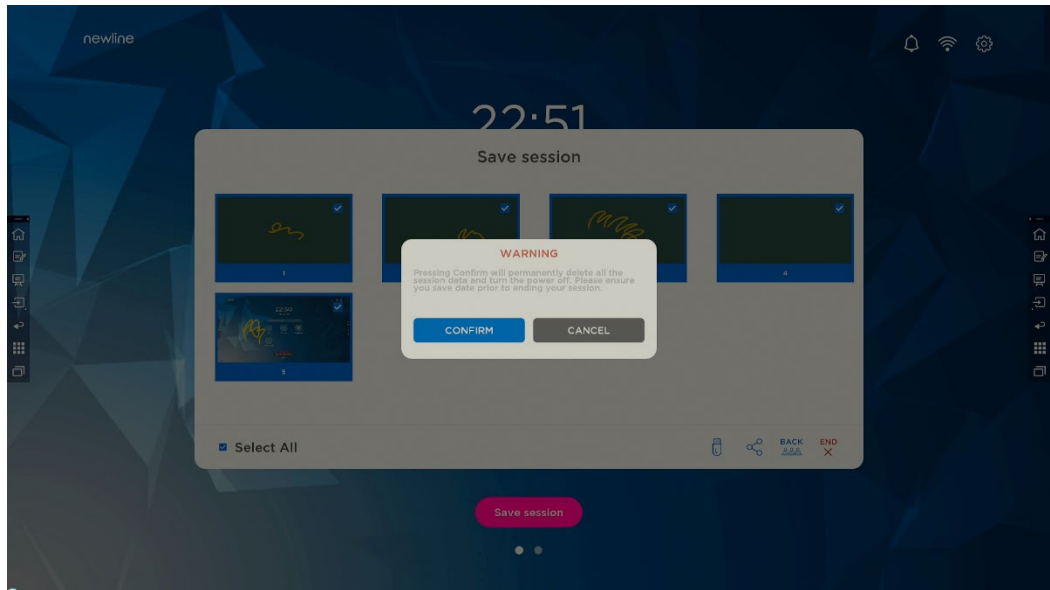 newline
22:51
Save session
WARNING
Pressing Confirm will permanently delete all the
session data and turn the power off. Please ensure
you save date prior to ending your session.
CONFIRM
CANCEL
1
4
22:50
5
Select All
BACK
END
Save session